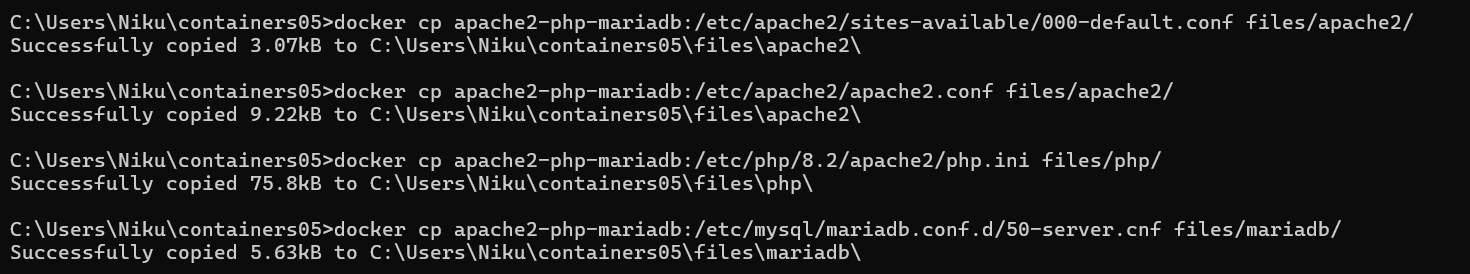 C:\Users\Niku\containers05>docker cp apache2-php-mariadb:/etc/apache2/sites-available/000-default.conf files/apache2/
Successfully copied 3.07kB to C:\Users\Niku\containers05\files\apache2\
C:\Users\Niku\containers05>docker cp apache2-php-mariadb:/etc/apache2/apache2.conf files/apache2/
Successfully copied 9.22kB to C:\Users\Niku\containers05\files\apache2\
C:\Users\Niku\containers05>docker cp apache2-php-mariadb:/etc/php/8.2/apache2/php.ini files/php/
Successfully copied 75.8kB to C:\Users\Niku\containers05\files\php\
C:\Users\Niku\containers05>docker cp apache2-php-mariadb:/etc/mysql/mariadb.conf.d/50-server.cnf files/mariadb/
Successfully copied 5.63kB to C:\Users\Niku\containers05\files\mariadb\